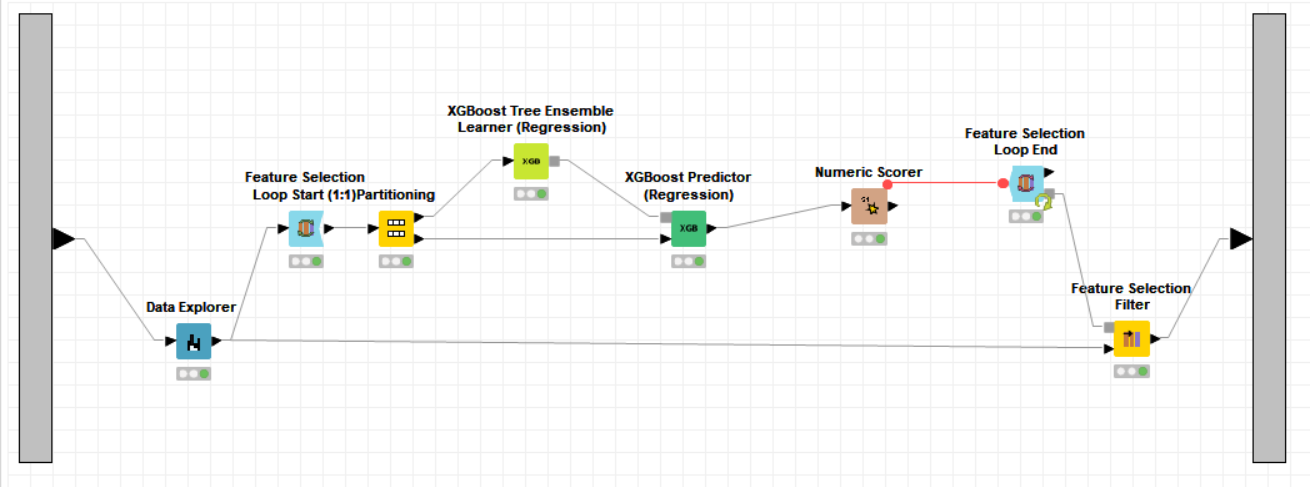 XGBoost Tree Ensemble
Learner (Regression)
XGB
Feature Selection
Loop End
Feature Selection
Loop Start (1:1)
Partitioning
XGBoost Predictor
(Regression)
XGB
Numeric Scorer
Data Explorer
Feature Selection
Filter